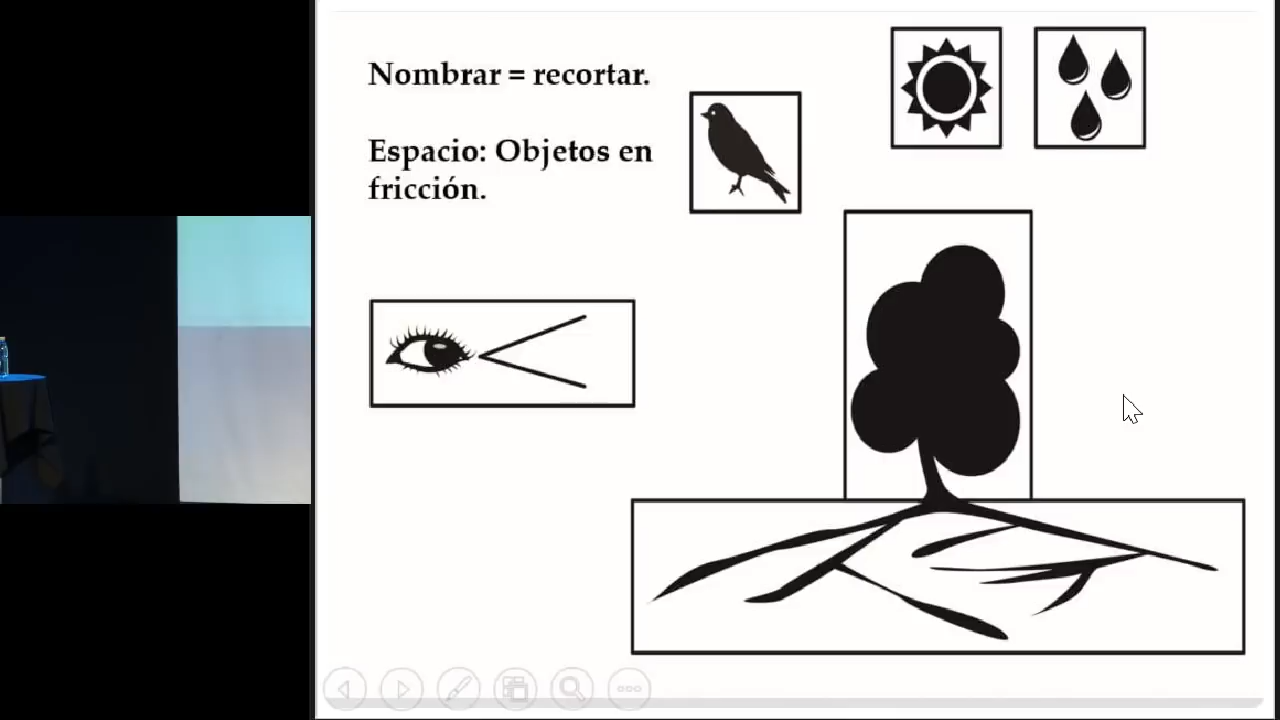 Nombrar = recortar.
Espacio: Objetos en
fricción.